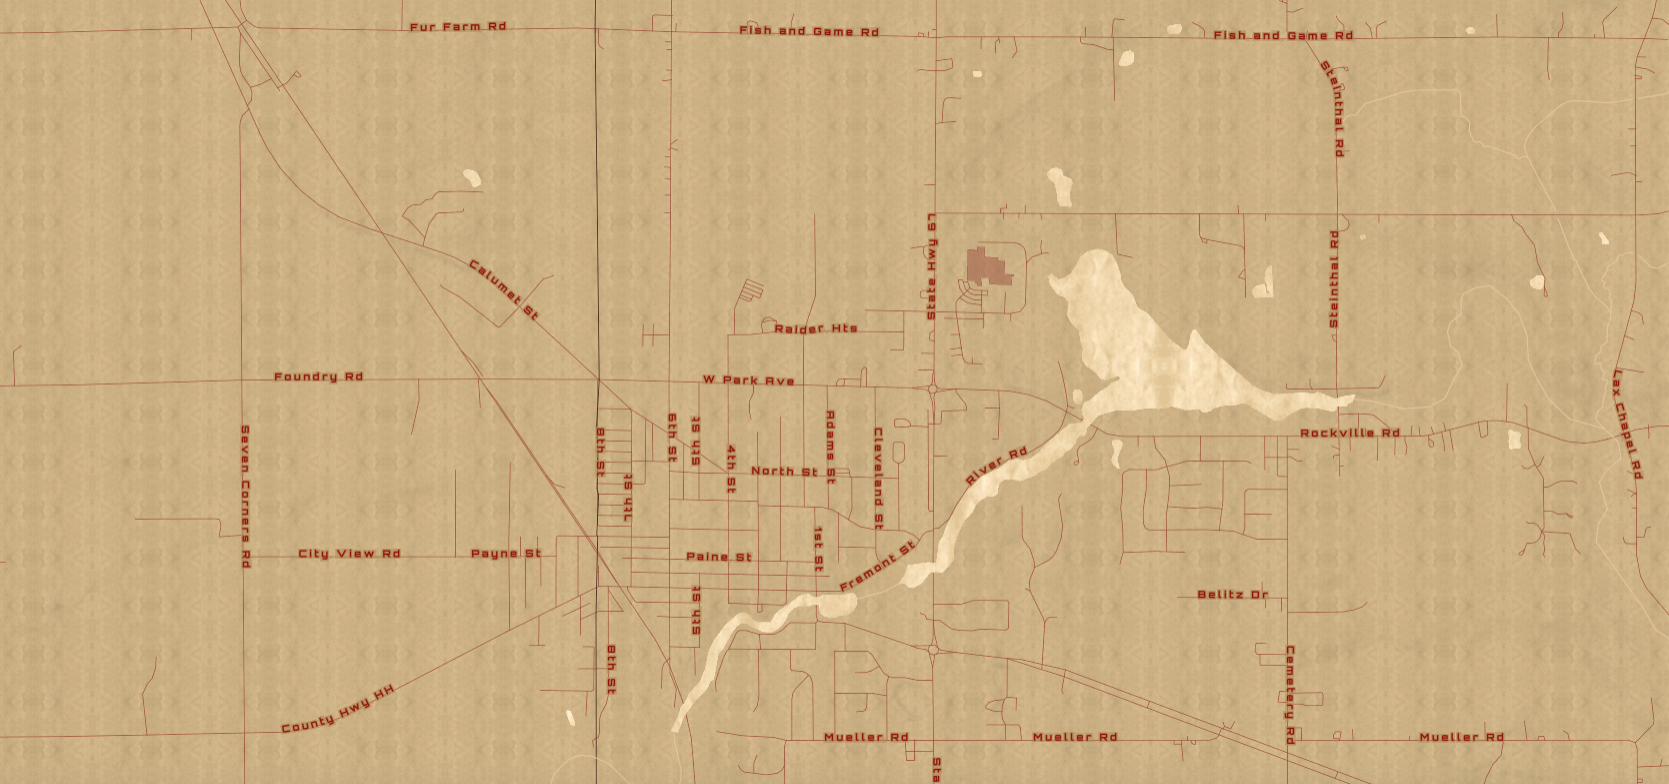 Fur Farm Rd
Fish and Game Rd
Fish and Game Rd
Steinthal Rd
State Hwy 67
Steinthal Rd
Calumet St
Raider Hts
Foundry Rd
W Park Ave
Lax Chapel Rd
Seven Corners Rd
8th St
6th St
5th St
4th St
Adams St
Cleveland St
Rockville Rd
North St
River Rd
7th St
1st St
City View Rd
Payne St
Paine St
Fremont St
5th St
Belitz Dr
8th St
Cemetery Rd
County Hwy HH
Mueller Rd
Mueller Rd
Mueller Rd
Sta